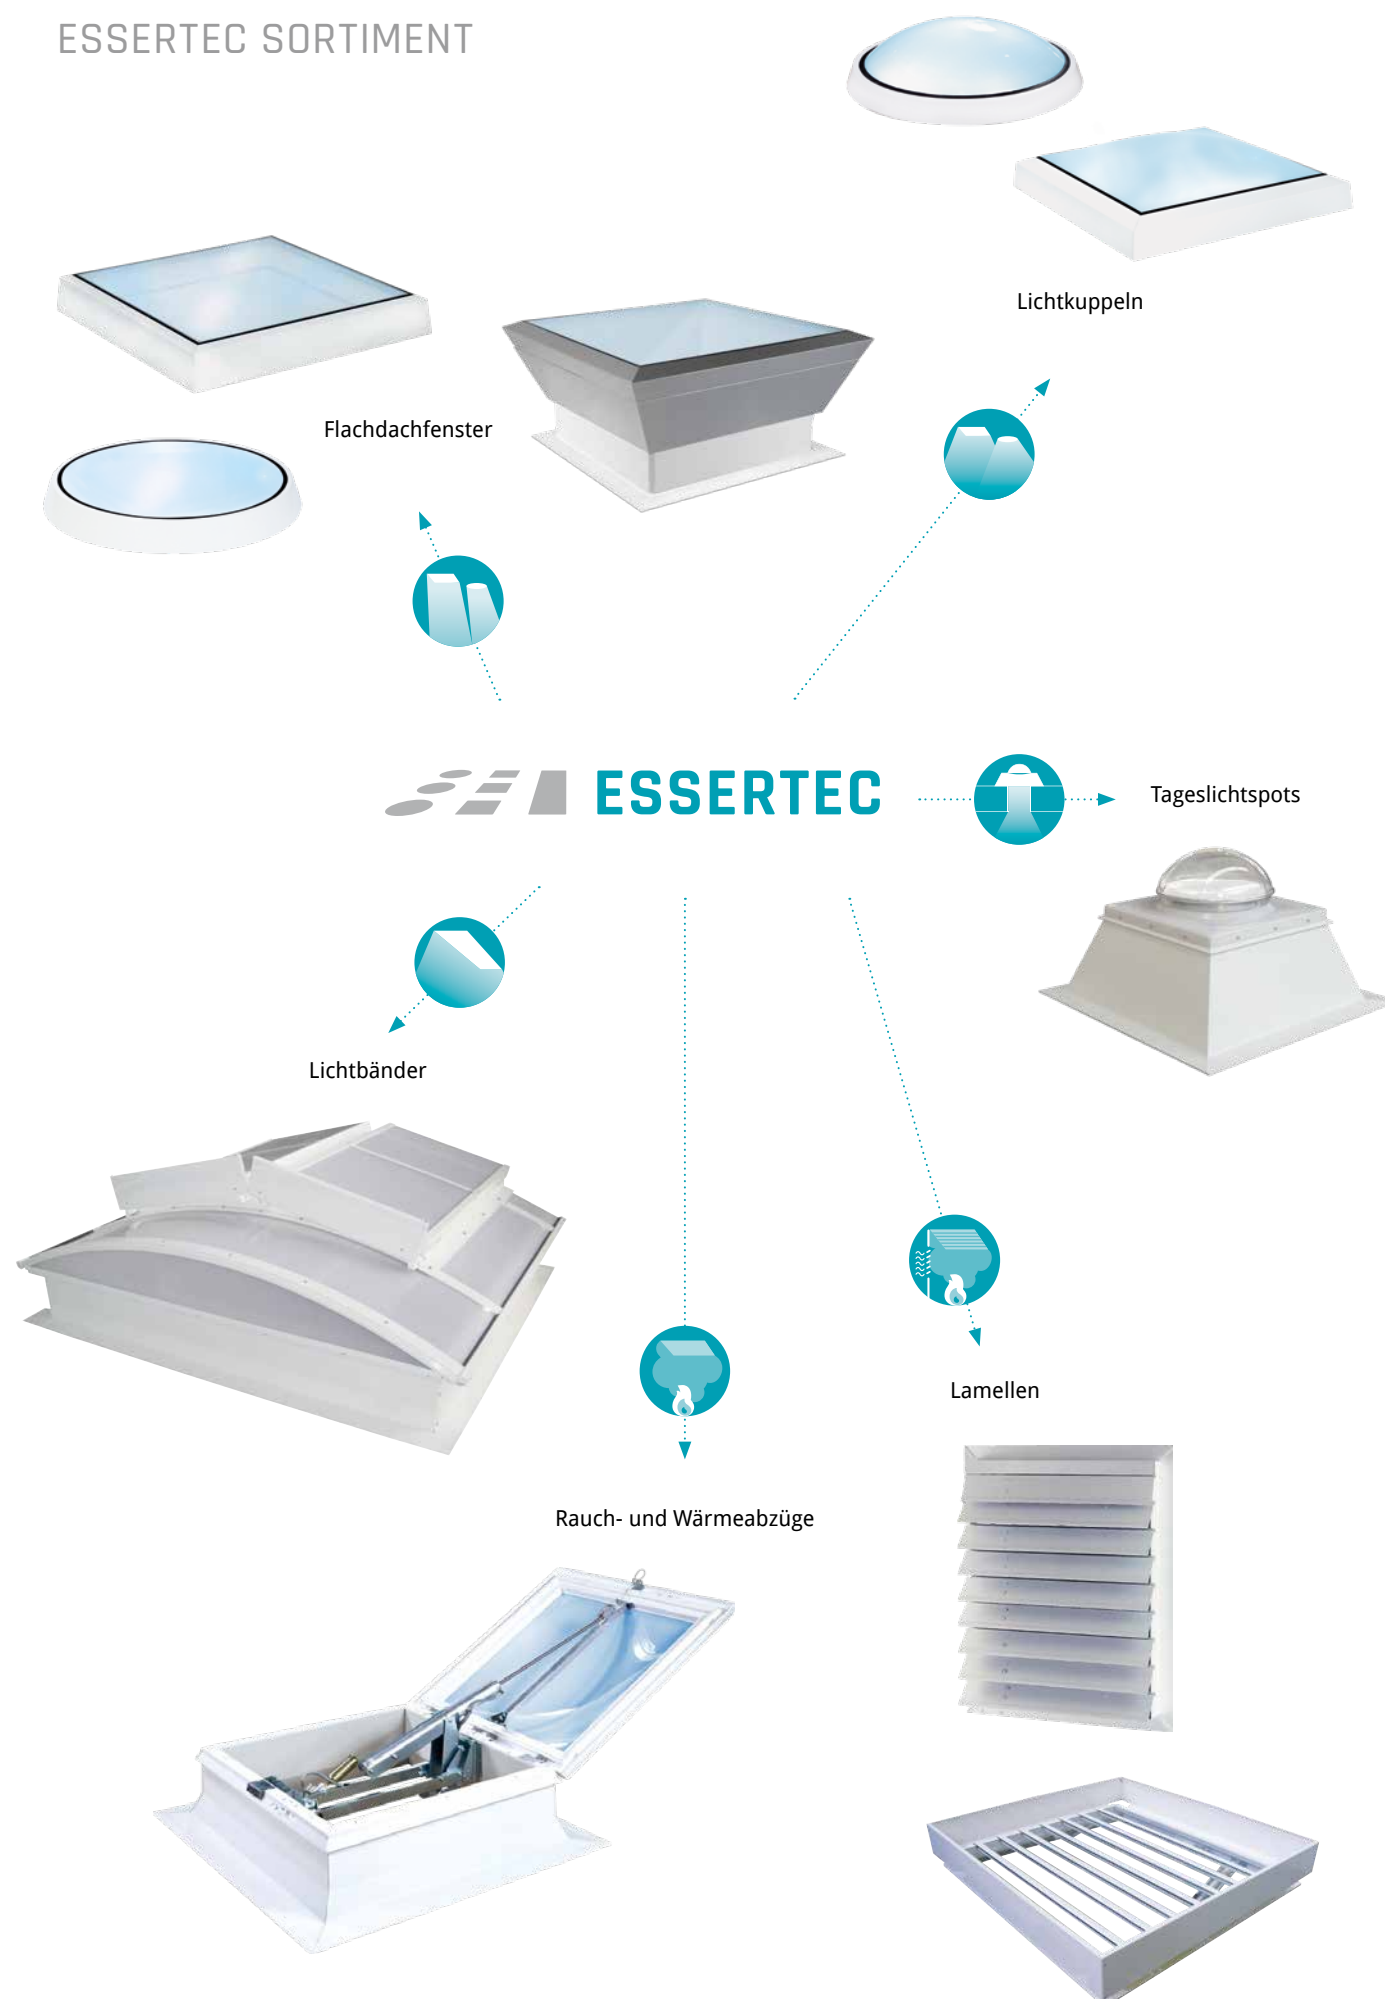 ESSERTEC SORTIMENT
Lichtkuppeln
Flachdachfenster
ESSERTEC
Tageslichtspots
Lichtbänder
Lamellen
Rauch- und Wärmeabzüge